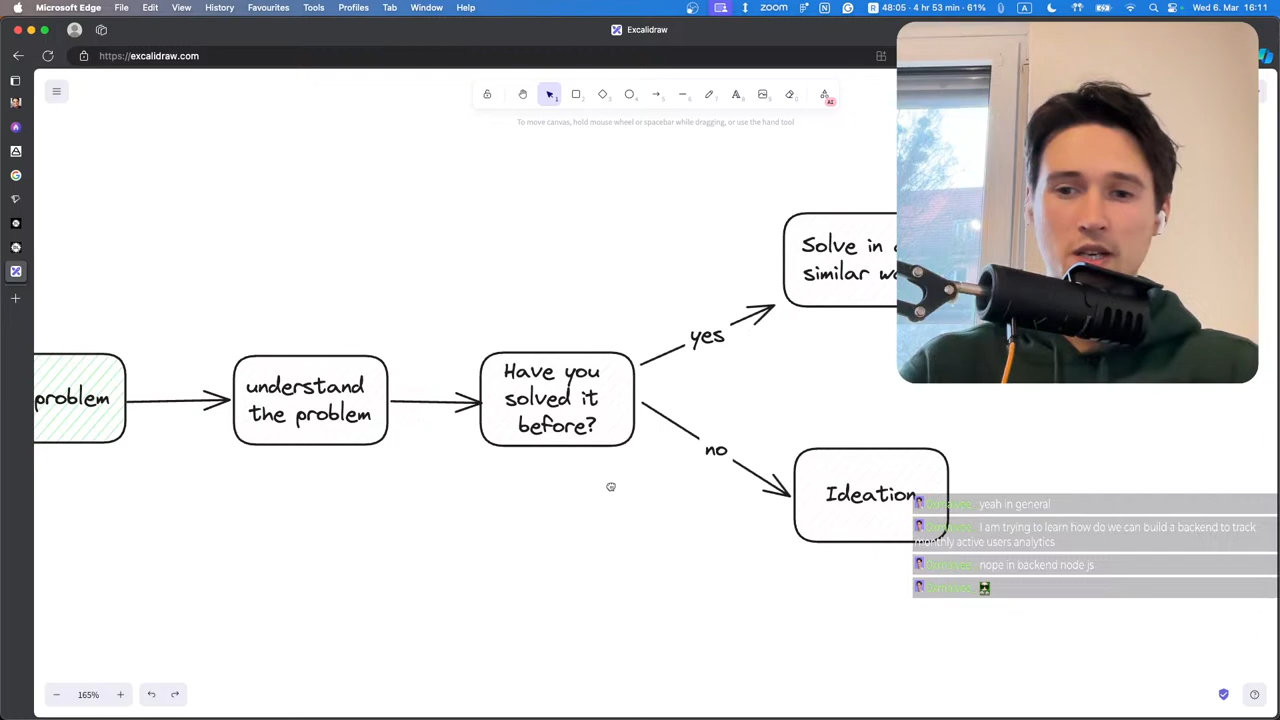 Microsoft Edge File Edit View History Favourites Tools Profiles Tab Window Help
ZOOM
48:05 • 4 hr 53 min • 61%
Wed 6. Mar 16:11
Excalidraw
https://excalidraw.com
To move canvas, hold mouse wheel or spacebar while dragging, or use the hand tool
AI
Solve in
similar
yes
problem
understand
the problem
Have you
solved it
before?
no
Ideation
yeah in general
I am trying to learn how do we can build a backend to track
monthly active users analytics
nope in backend node js
165%